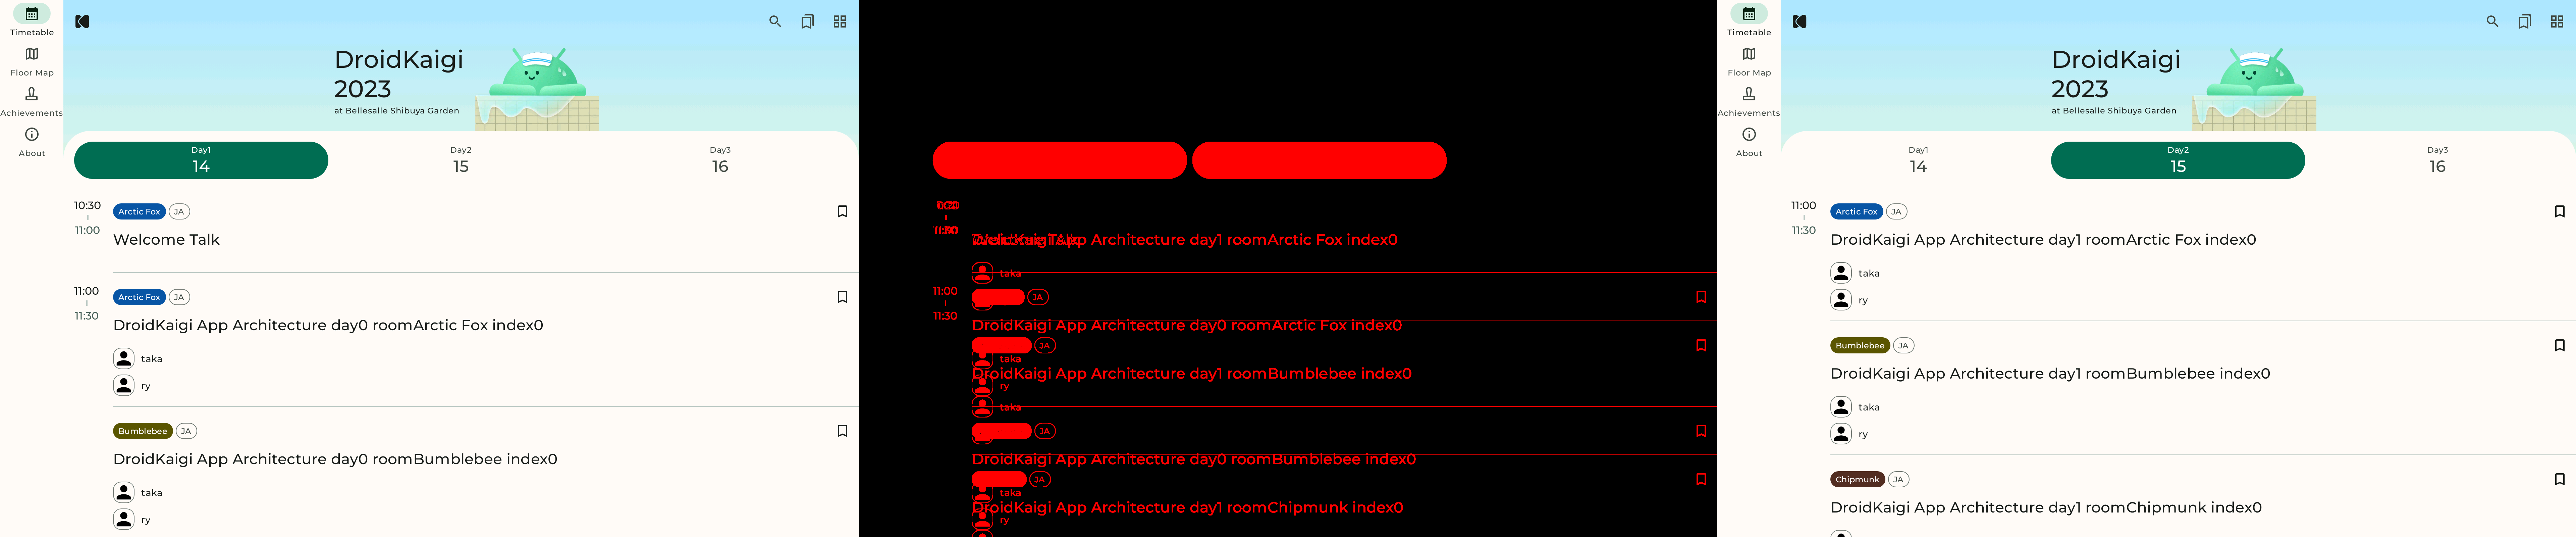 Timetable
Floor Map
Achievements
About
DroidKaigi
2023
at Bellesalle Shibuya Garden
Day1
14
Day2
15
Day3
16
10:30
11:00
Arctic Fox JA
Welcome Talk
11:00
11:30
Arctic Fox JA
DroidKaigi App Architecture day0 roomArctic Fox index0
taka
ry
Bumblebee JA
DroidKaigi App Architecture day0 roomBumblebee index0
taka
ry
App Architecture day1 roomArctic Fox index0
taka
11:00
11:30
JA
DroidKaigi App Architecture day0 roomArctic Fox index0
JA
taka
DroidKaigi App Architecture day1 roomBumblebee index0
ry
taka
JA
DroidKaigi App Architecture day0 roomBumblebee index0
JA
taka
DroidKaigi App Architecture day1 roomChipmunk index0
ry
Timetable
Floor Map
Achievements
About
DroidKaigi
2023
at Bellesalle Shibuya Garden
Day1
14
Day2
15
Day3
16
11:00
11:30
Arctic Fox JA
DroidKaigi App Architecture day1 roomArctic Fox index0
taka
ry
Bumblebee JA
DroidKaigi App Architecture day1 roomBumblebee index0
taka
ry
Chipmunk JA
DroidKaigi App Architecture day1 roomChipmunk index0